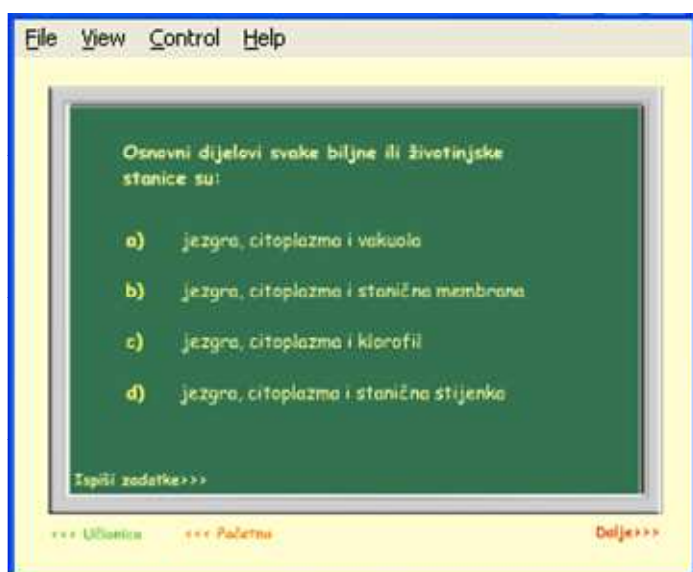 File View Control Help
Osnovni dijelovi svake biljne ili životinjske
stanice su:
a) jezgra, citoplazma i vakuola
b) jezgra, citoplazma i stanična membrana
c) jezgra, citoplazma i klorofil
d) jezgra, citoplazma i stanična stijenka
Ispiši zadatke>>>
<<< Učionica <<< Početna Dalje>>>